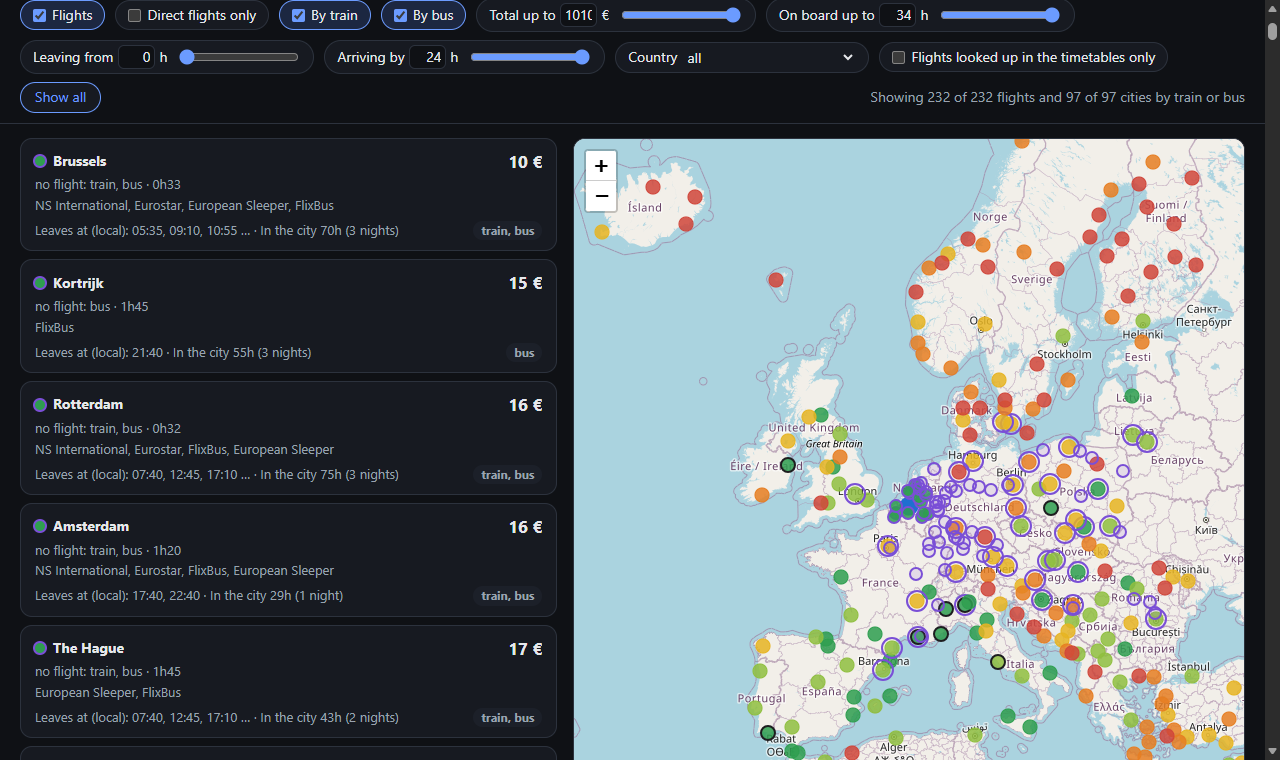 Flights
Direct flights only
By train
By bus
Total up to 1010 €
On board up to 34 h
Leaving from 0 h
Arriving by 24 h
Country all
Flights looked up in the timetables only
Show all
Showing 232 of 232 flights and 97 of 97 cities by train or bus
Brussels 10 €
no flight: train, bus · 0h33
NS International, Eurostar, European Sleeper, FlixBus
Leaves at (local): 05:35, 09:10, 10:55 ... · In the city 70h (3 nights) train, bus
Kortrijk 15 €
no flight: bus · 1h45
FlixBus
Leaves at (local): 21:40 · In the city 55h (3 nights) bus
Rotterdam 16 €
no flight: train, bus · 0h32
NS International, Eurostar, FlixBus, European Sleeper
Leaves at (local): 07:40, 12:45, 17:10 ... · In the city 75h (3 nights) train, bus
Amsterdam 16 €
no flight: train, bus · 1h20
NS International, Eurostar, FlixBus, European Sleeper
Leaves at (local): 17:40, 22:40 · In the city 29h (1 night) train, bus
The Hague 17 €
no flight: train, bus · 1h45
European Sleeper, FlixBus
Leaves at (local): 07:40, 12:45, 17:10 ... · In the city 43h (2 nights) train, bus
+
−
Ísland
Norge
Suomi /
Finland
Sverige
Oslo
Санкт-
Петербург
Helsinki
Stockholm
Eesti
Latvija
Danmark
United Kingdom
Great Britain
Éire / Ireland
Hamburg
Berlin
Беларусь
London
Deutschland
Київ
Paris
Česko
Slovensko
München
Magyarország
Chișinău
France
România
Hrvatska
Србија
București
България
Italia
Barcelona
Istanbul
España
Portugal
Ελλάς
İzmir
Antalya
تونس
Rabat
Alger